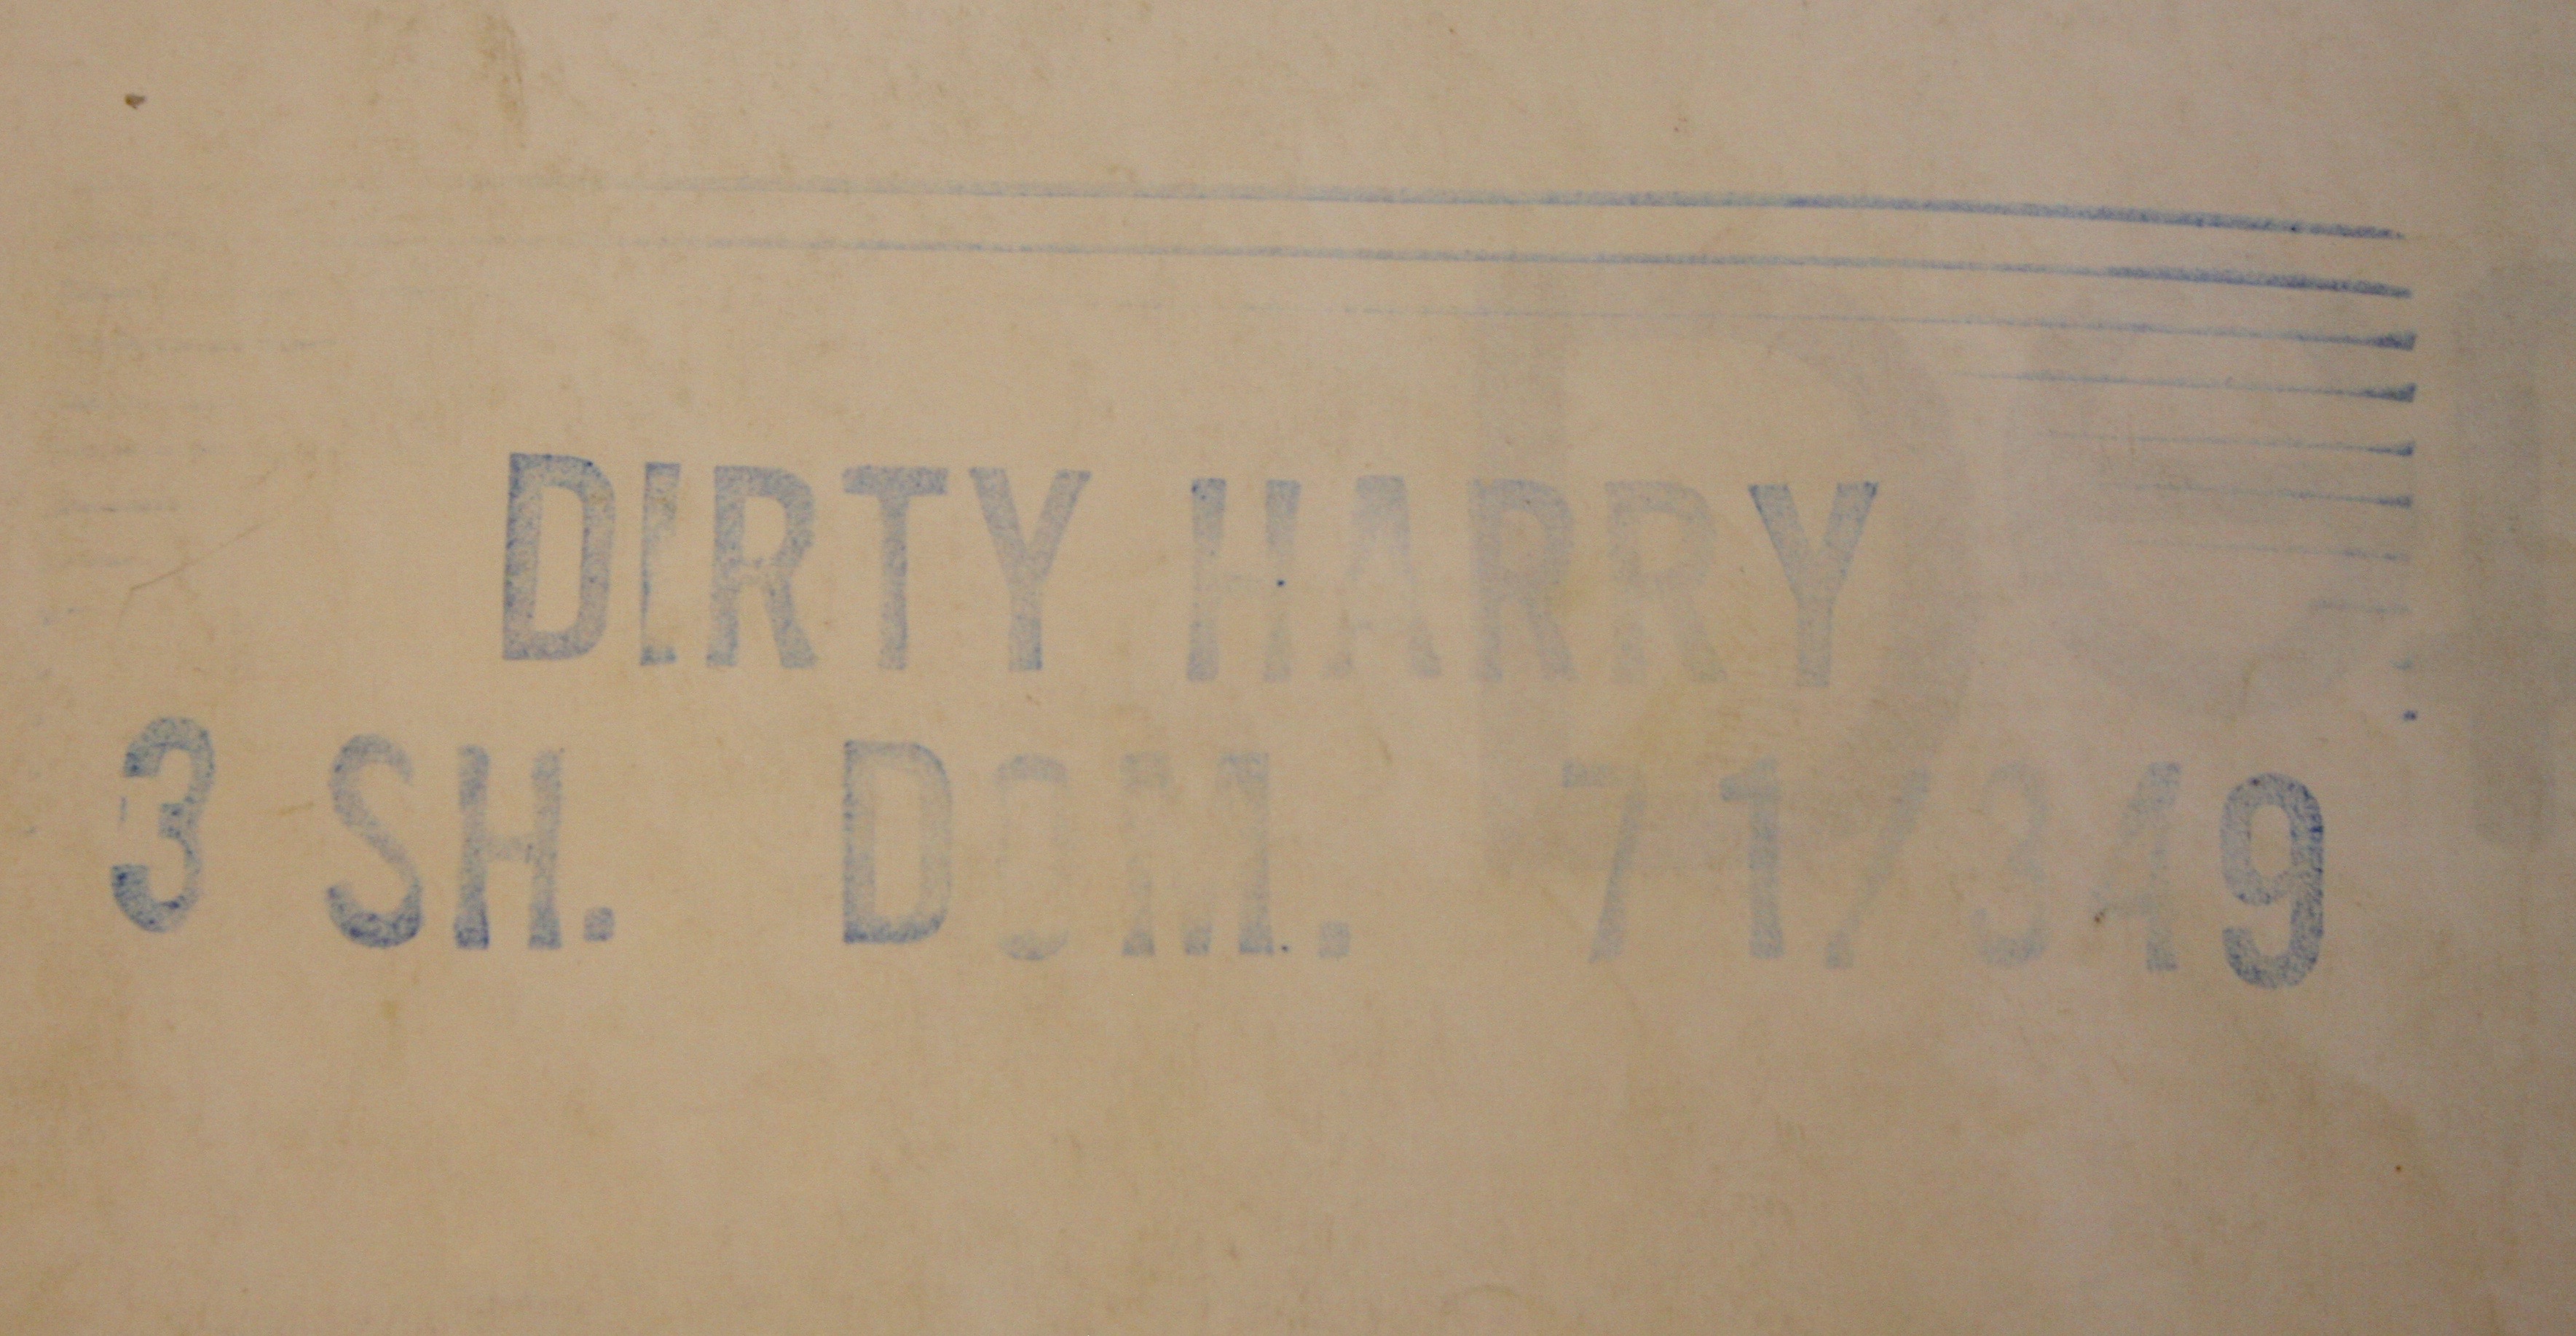 DIRTY HARRY
3 SH. DOM. 71/349